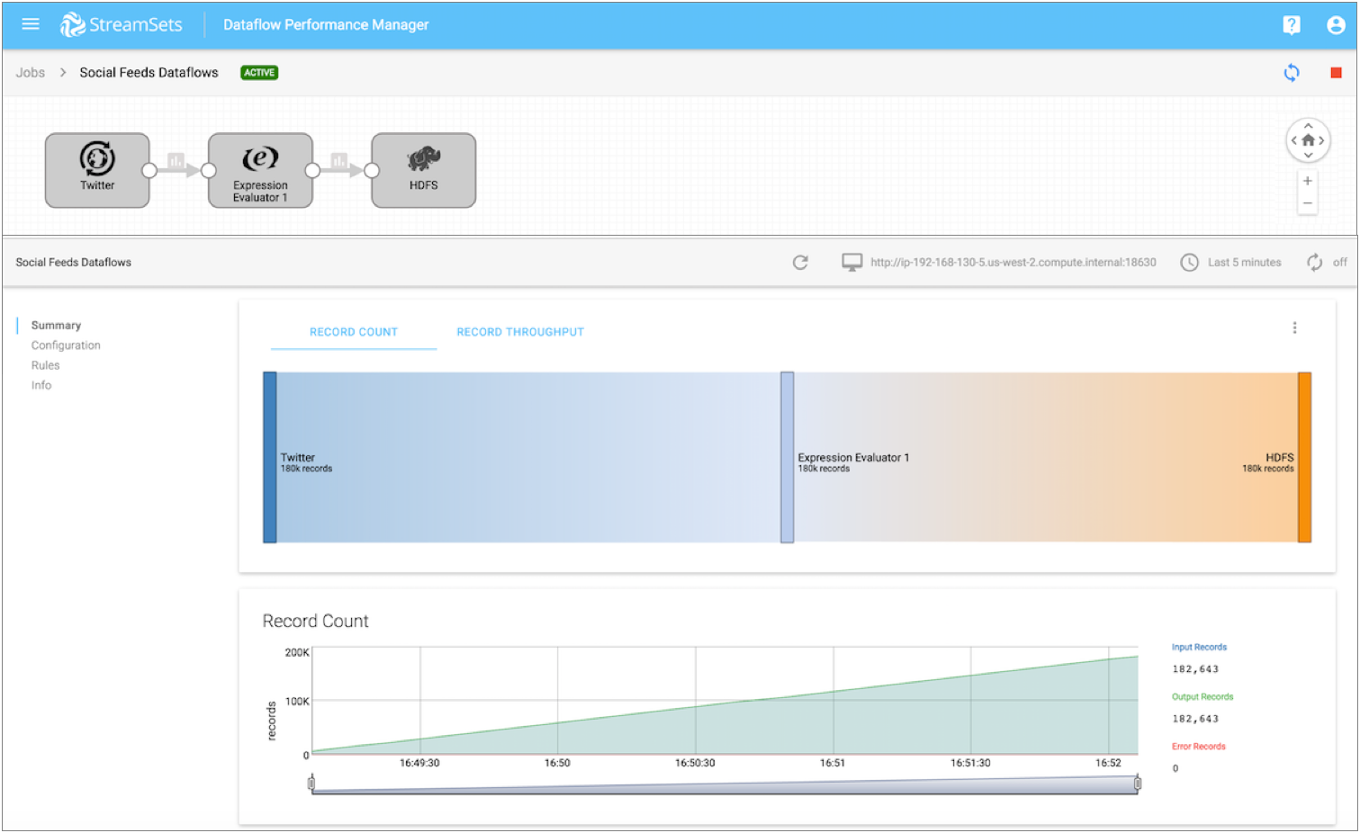 StreamSets
Dataflow Performance Manager
?
Jobs > Social Feeds Dataflows ACTIVE
Twitter
e
Expression
Evaluator 1
HDFS
+
−
Social Feeds Dataflows
http://ip-192-168-130-5.us-west-2.compute.internal:18630
Last 5 minutes
off
Summary
Configuration
Rules
Info
RECORD COUNT
RECORD THROUGHPUT
Twitter
180k records
Expression Evaluator 1
180k records
HDFS
180k records
Record Count
200K
100K
0
records
16:49:30
16:50
16:50:30
16:51
16:51:30
16:52
Input Records
182,643
Output Records
182,643
Error Records
0